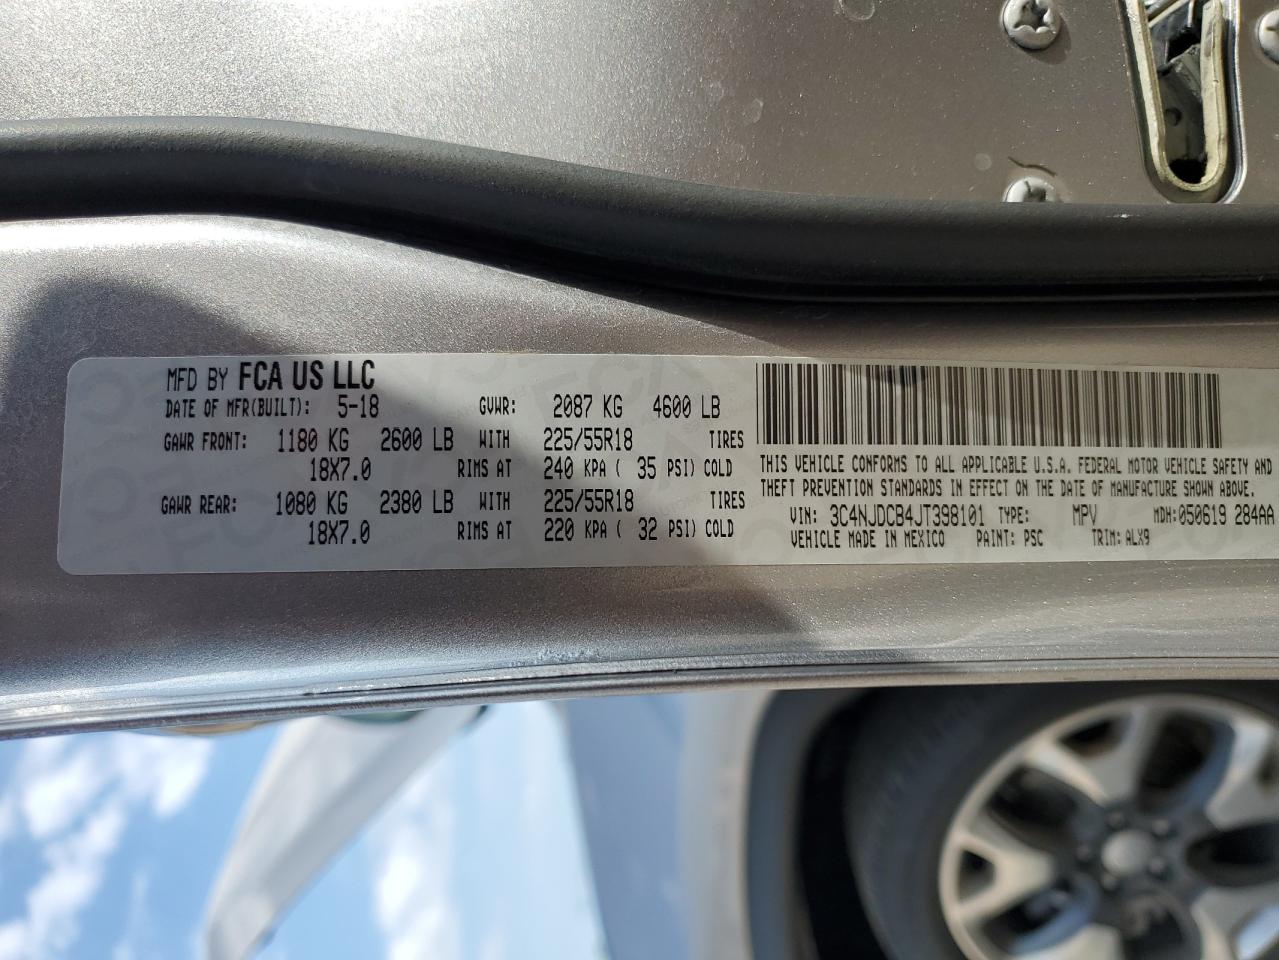 MFD BY FCA US LLC
DATE OF MFR(BUILT): 5-18 GVWR: 2087 KG 4600 LB
GAWR FRONT: 1180 KG 2600 LB WITH 225/55R18 TIRES
18X7.0 RIMS AT 240 KPA ( 35 PSI) COLD
GAWR REAR: 1080 KG 2380 LB WITH 225/55R18 TIRES
18X7.0 RIMS AT 220 KPA ( 32 PSI) COLD
THIS VEHICLE CONFORMS TO ALL APPLICABLE U.S.A. FEDERAL MOTOR VEHICLE SAFETY AND
THEFT PREVENTION STANDARDS IN EFFECT ON THE DATE OF MANUFACTURE SHOWN ABOVE.
VIN: 3C4NJDCB4JT398101 TYPE: MPV MDH:050619 284AA
VEHICLE MADE IN MEXICO PAINT: PSC TRIM: ALX9